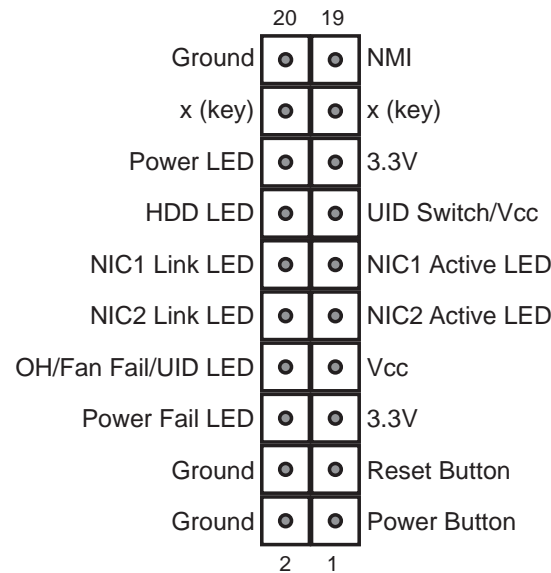 20 19
Ground NMI
x (key) x (key)
Power LED 3.3V
HDD LED UID Switch/Vcc
NIC1 Link LED NIC1 Active LED
NIC2 Link LED NIC2 Active LED
OH/Fan Fail/UID LED Vcc
Power Fail LED 3.3V
Ground Reset Button
Ground Power Button
2 1